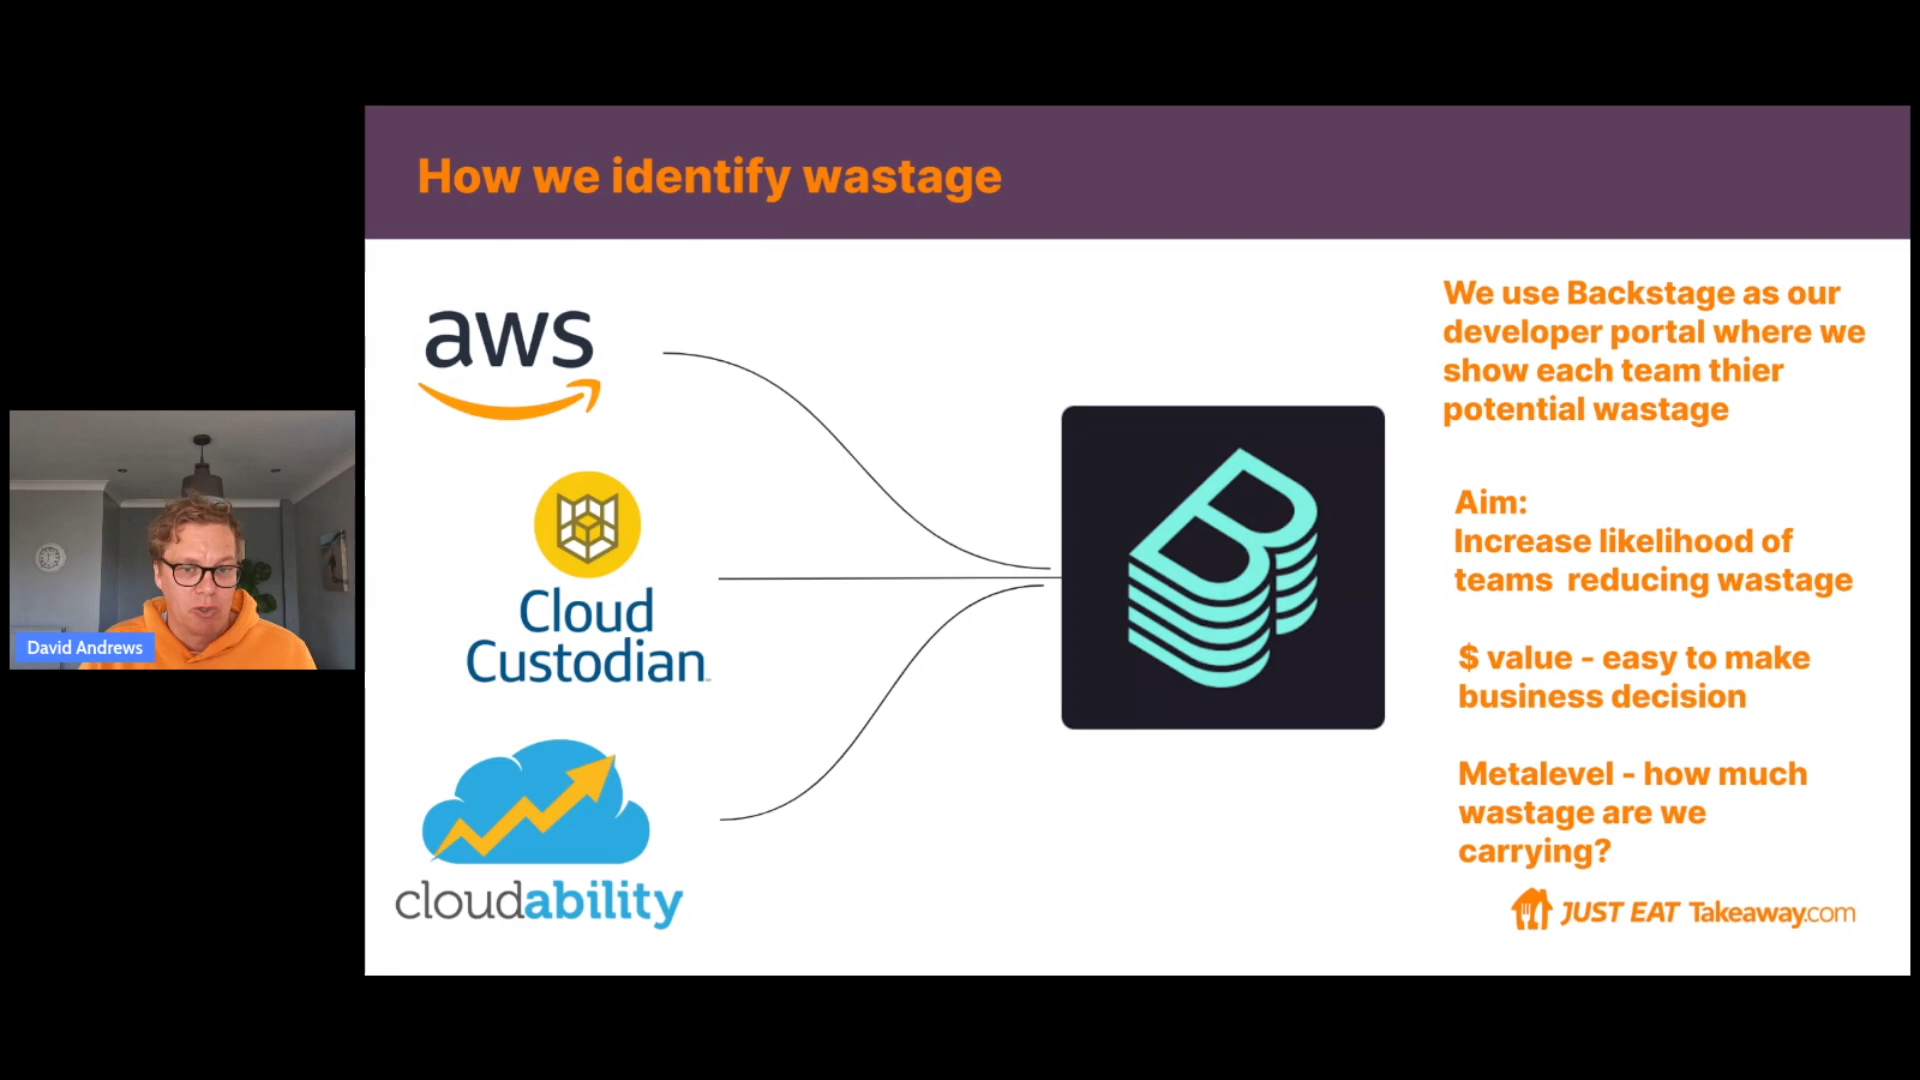 How we identify wastage
aws
Cloud
Custodian
cloudability
We use Backstage as our
developer portal where we
show each team thier
potential wastage
Aim:
Increase likelihood of
teams reducing wastage
$ value - easy to make
business decision
Metalevel - how much
wastage are we
carrying?
JUST EAT Takeaway.com
David Andrews